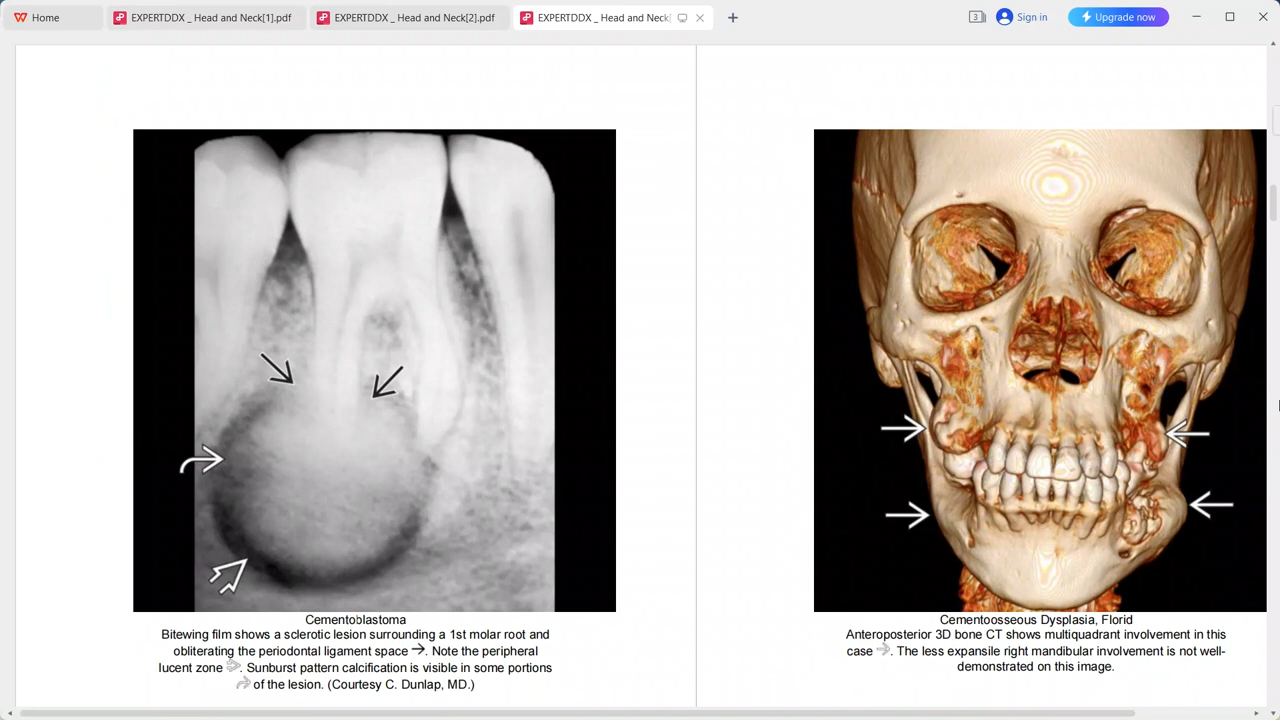 Home
EXPERTDDX _ Head and Neck[1].pdf
EXPERTDDX _ Head and Neck[2].pdf
EXPERTDDX _ Head and Neck[
3
Sign in
Upgrade now
Cementoblastoma
Bitewing film shows a sclerotic lesion surrounding a 1st molar root and
obliterating the periodontal ligament space →. Note the peripheral
lucent zone. Sunburst pattern calcification is visible in some portions
of the lesion. (Courtesy C. Dunlap, MD.)
Cementoosseous Dysplasia, Florid
Anteroposterior 3D bone CT shows multiquadrant involvement in this
case. The less expansile right mandibular involvement is not well-
demonstrated on this image.